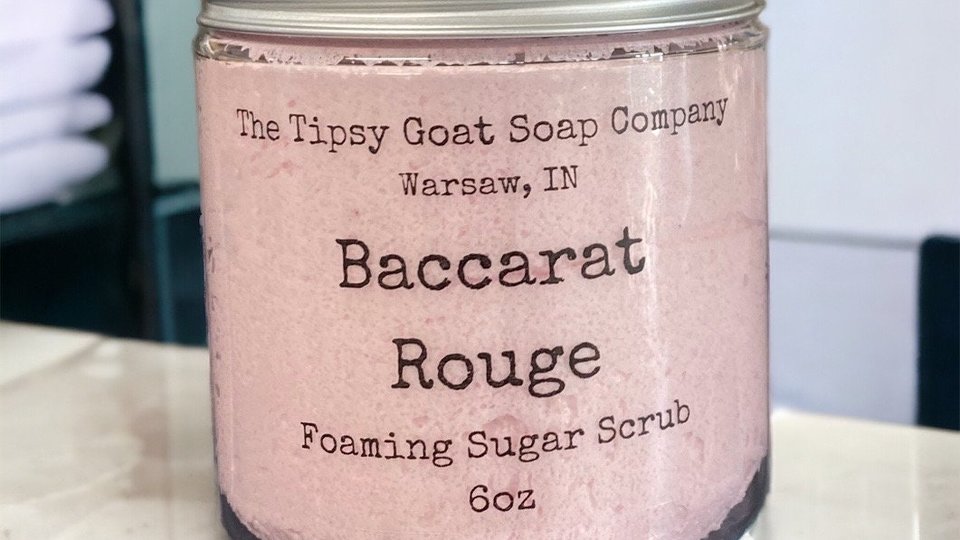 The Tipsy Goat Soap Company
Warsaw, IN
Baccarat
Rouge
Foaming Sugar Scrub
6oz